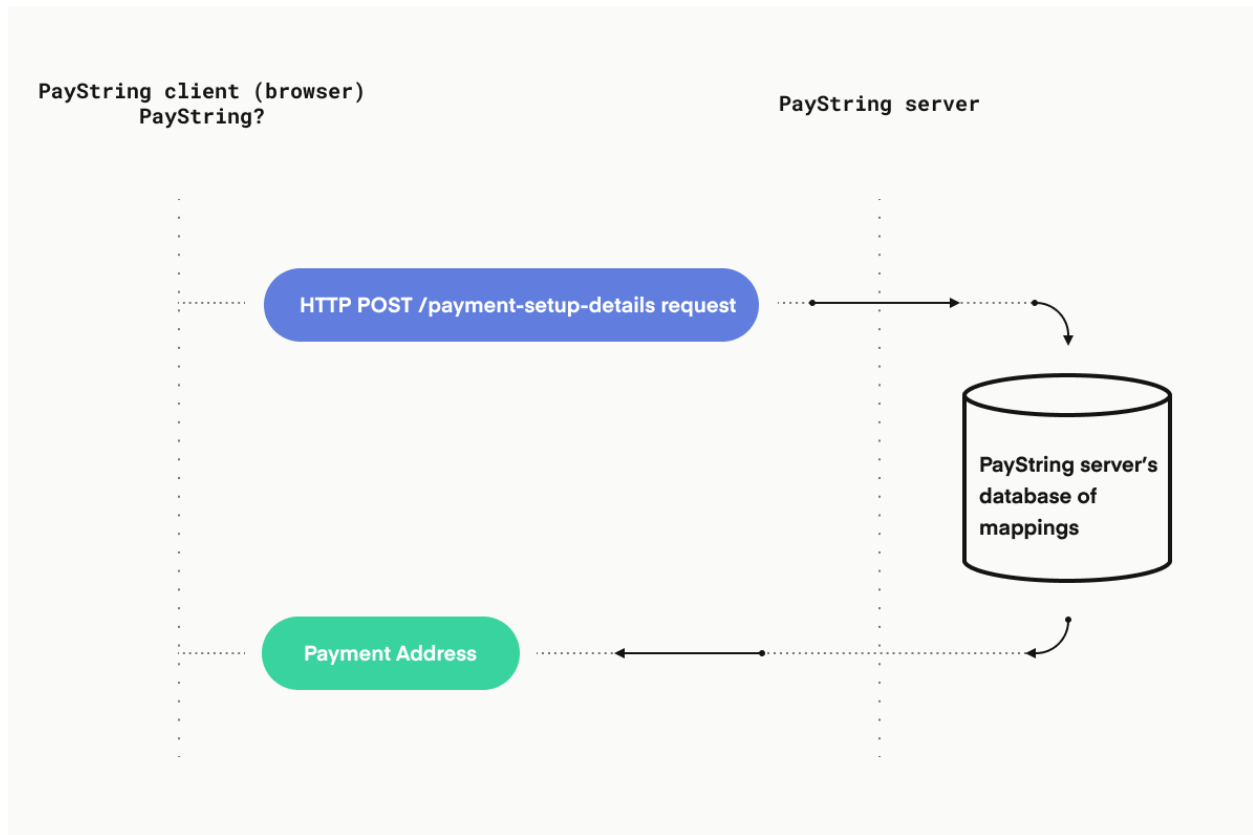 PayString client (browser)
PayString?
PayString server
HTTP POST /payment-setup-details request
PayString server’s
database of
mappings
Payment Address